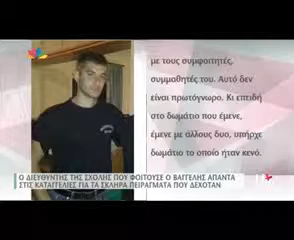 με τους συμφοιτητές,
συμμαθητές του. Αυτό δεν
είναι πρωτόγνωρο. Κι επειδή
στο δωμάτιο που έμενε,
έμενε με άλλους δυο, υπήρχε
δωμάτιο το οποίο ήταν κενό.
Ο ΔΙΕΥΘΥΝΤΗΣ ΤΗΣ ΣΧΟΛΗΣ ΠΟΥ ΦΟΙΤΟΥΣΕ Ο ΒΑΓΓΕΛΗΣ ΑΠΑΝΤΑ
ΣΤΙΣ ΚΑΤΑΓΓΕΛΙΕΣ ΓΙΑ ΤΑ ΣΚΛΗΡΑ ΠΕΙΡΑΓΜΑΤΑ ΠΟΥ ΔΕΧΟΤΑΝ